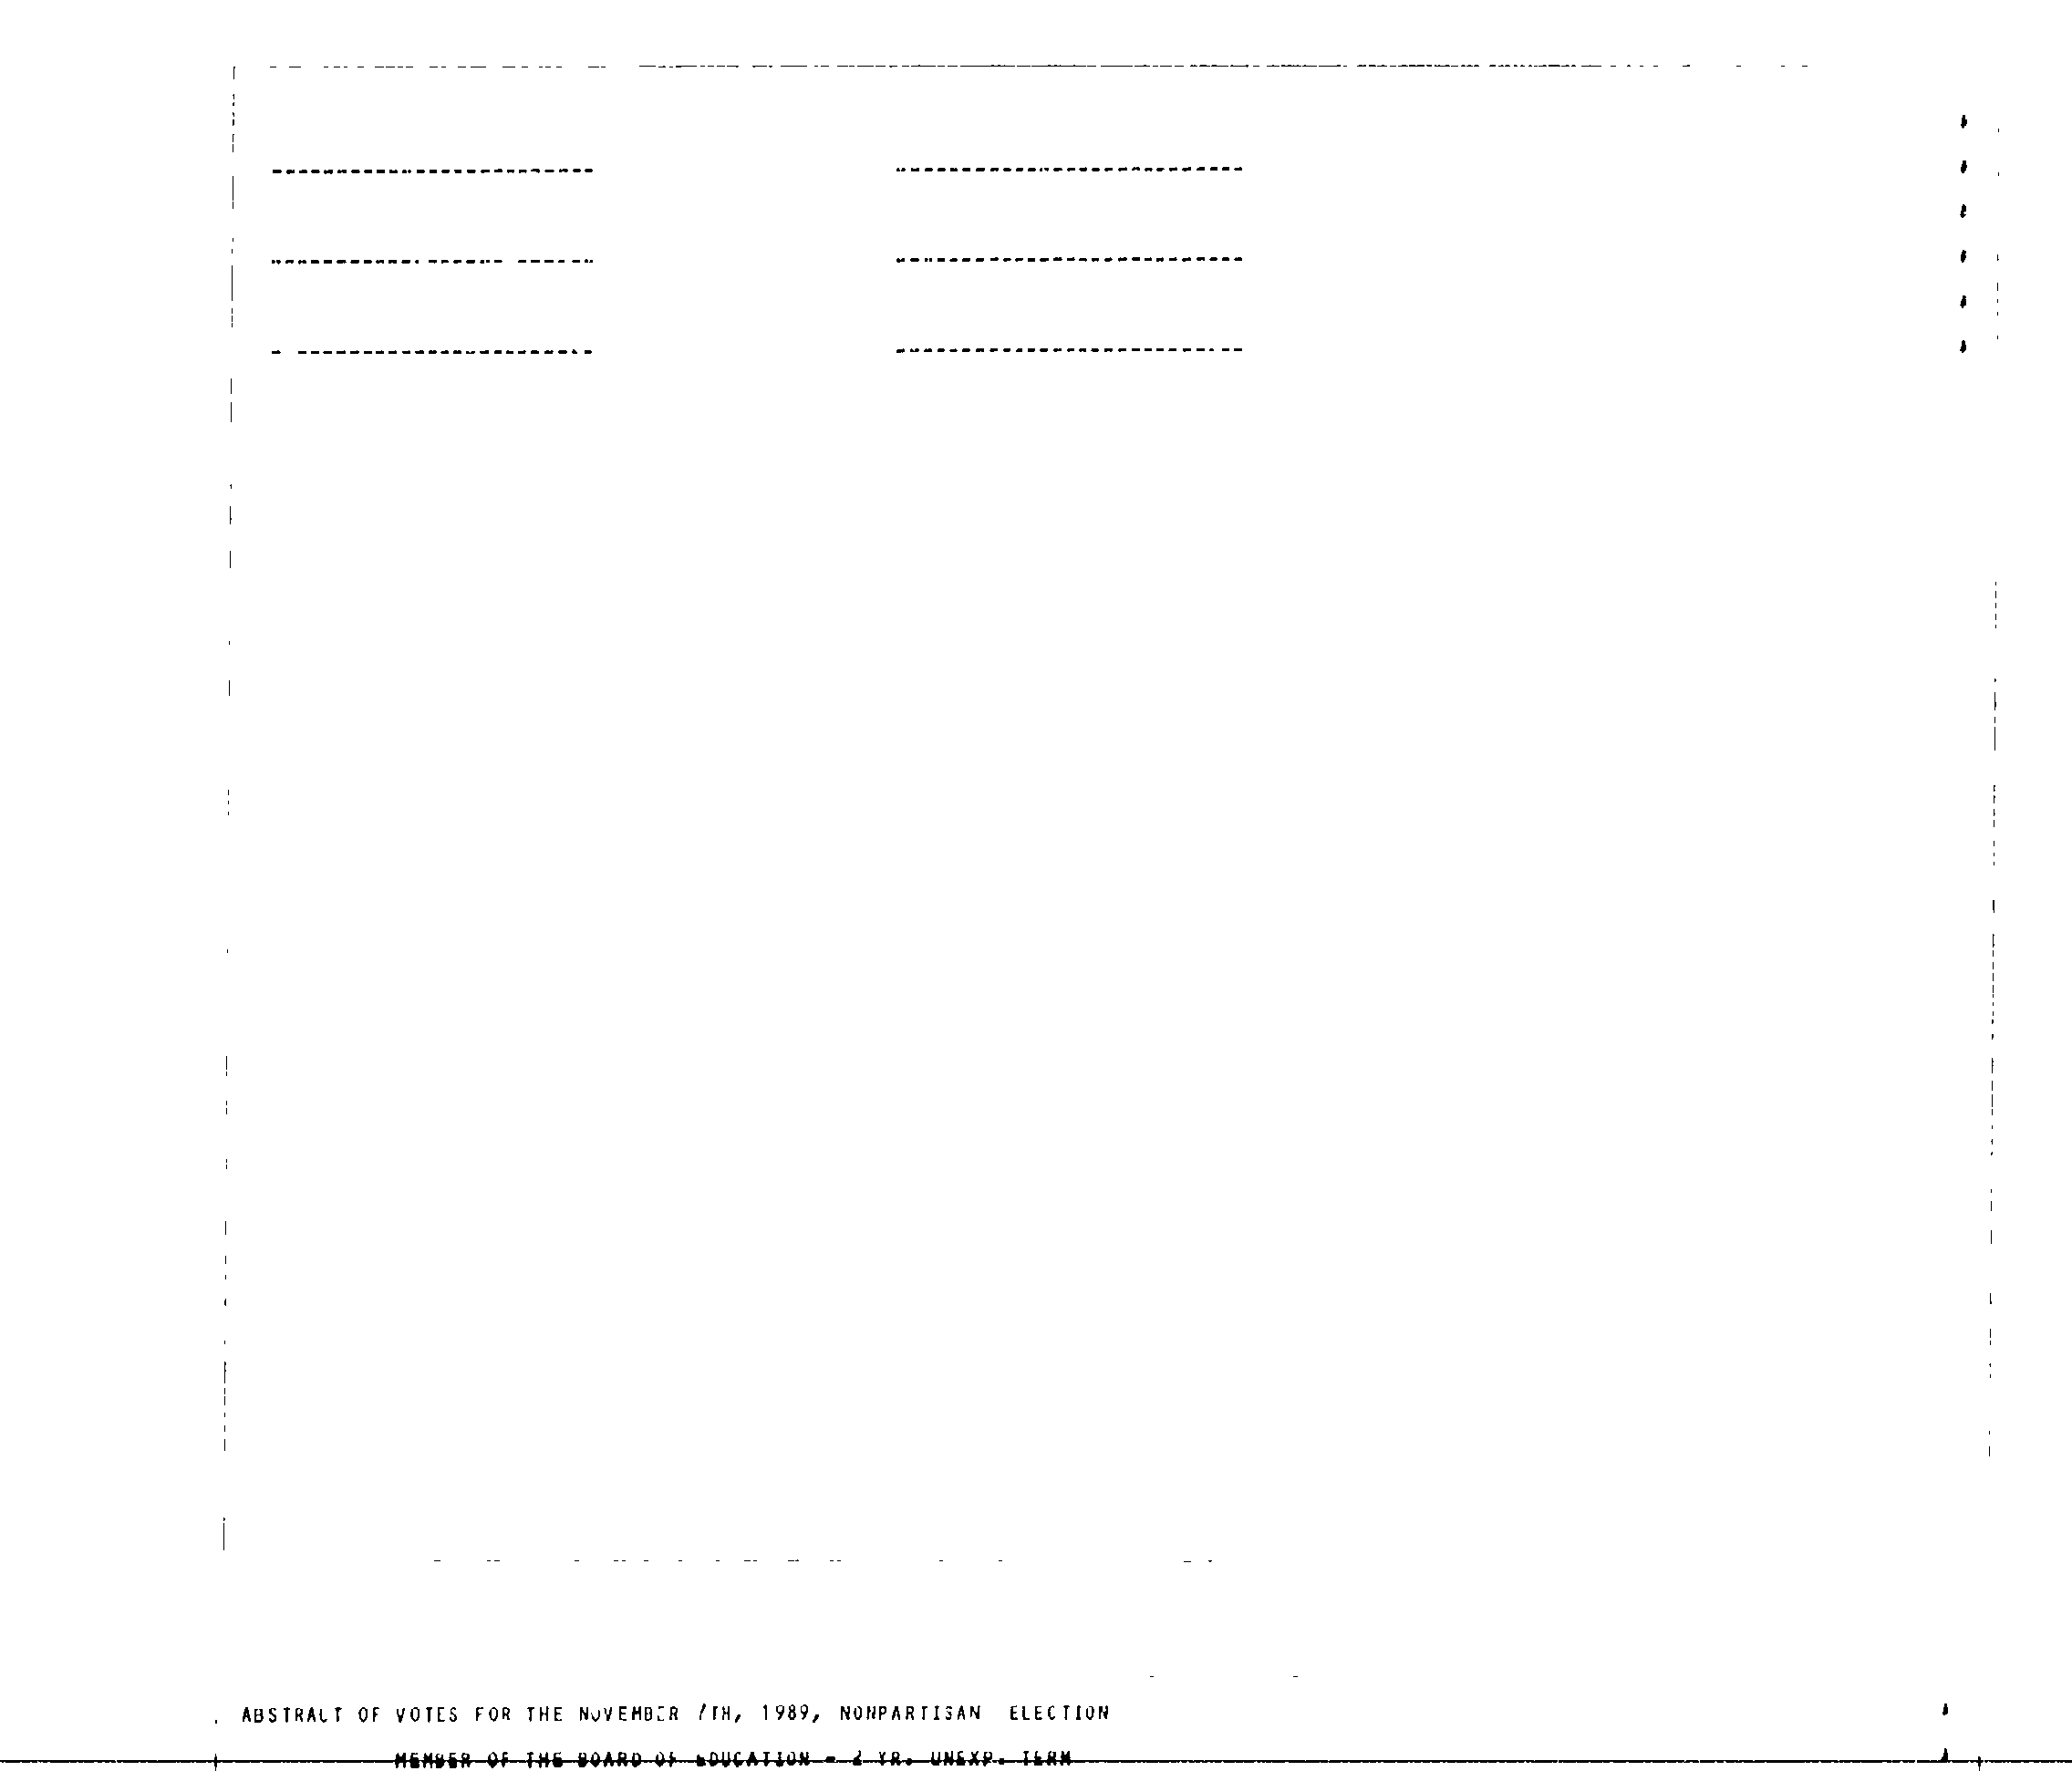 ABSTRACT OF VOTES FOR THE NOVEMBER 7TH, 1989, NONPARTISAN ELECTION
MEMBER OF THE BOARD OF EDUCATION - 2 YR. UNEXP. TERM